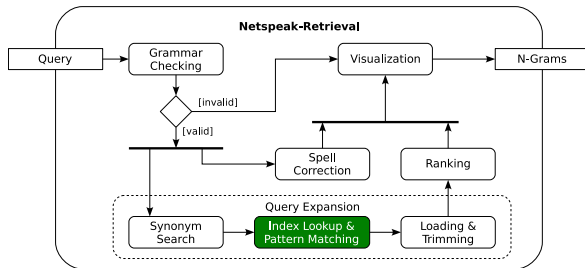 Netspeak-Retrieval
Query
Grammar
Checking
Visualization
N-Grams
[invalid]
[valid]
Spell
Correction
Ranking
Query Expansion
Synonym
Search
Index Lookup &
Pattern Matching
Loading &
Trimming